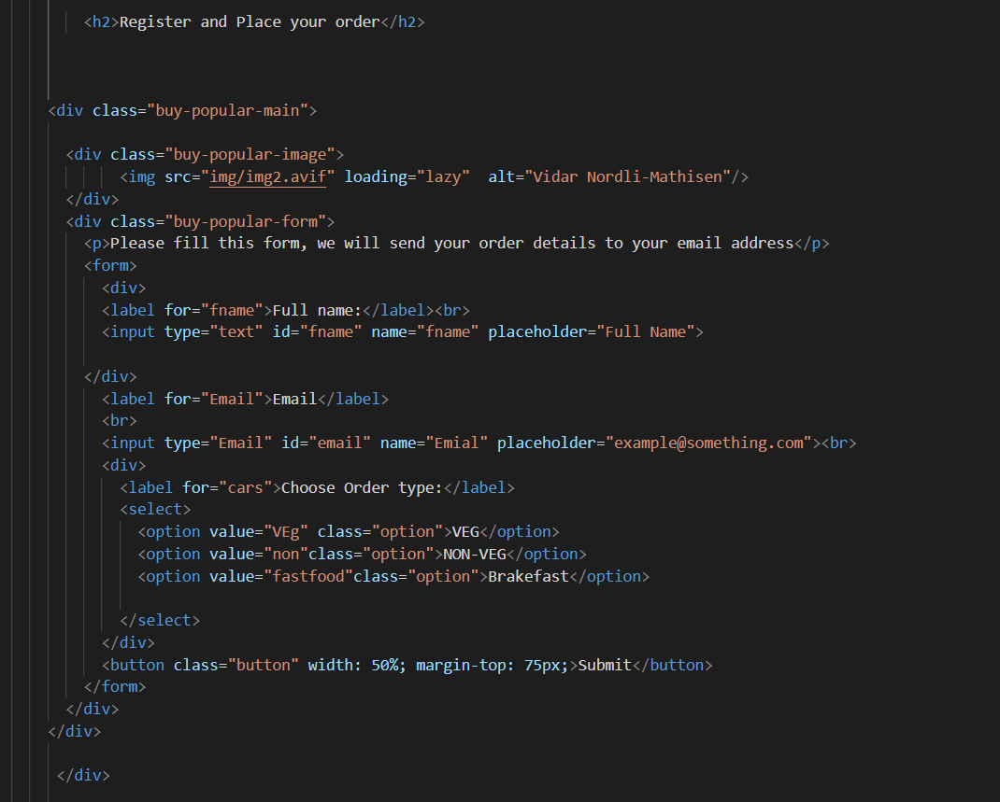 <h2>Register and Place your order</h2>
<div class="buy-popular-main">
<div class="buy-popular-image">
<img src="img/img2.avif" loading="lazy"  alt="Vidar Nordli-Mathisen"/>
</div>
<div class="buy-popular-form">
<p>Please fill this form, we will send your order details to your email address</p>
<form>
<div>
<label for="fname">Full name:</label><br>
<input type="text" id="fname" name="fname" placeholder="Full Name">
</div>
<label for="Email">Email</label>
<br>
<input type="Email" id="email" name="Emial" placeholder="example@something.com"><br>
<div>
<label for="cars">Choose Order type:</label>
<select>
<option value="VEg" class="option">VEG</option>
<option value="non"class="option">NON-VEG</option>
<option value="fastfood"class="option">Brakefast</option>
</select>
</div>
<button class="button" width: 50%; margin-top: 75px;>Submit</button>
</form>
</div>
</div>
</div>